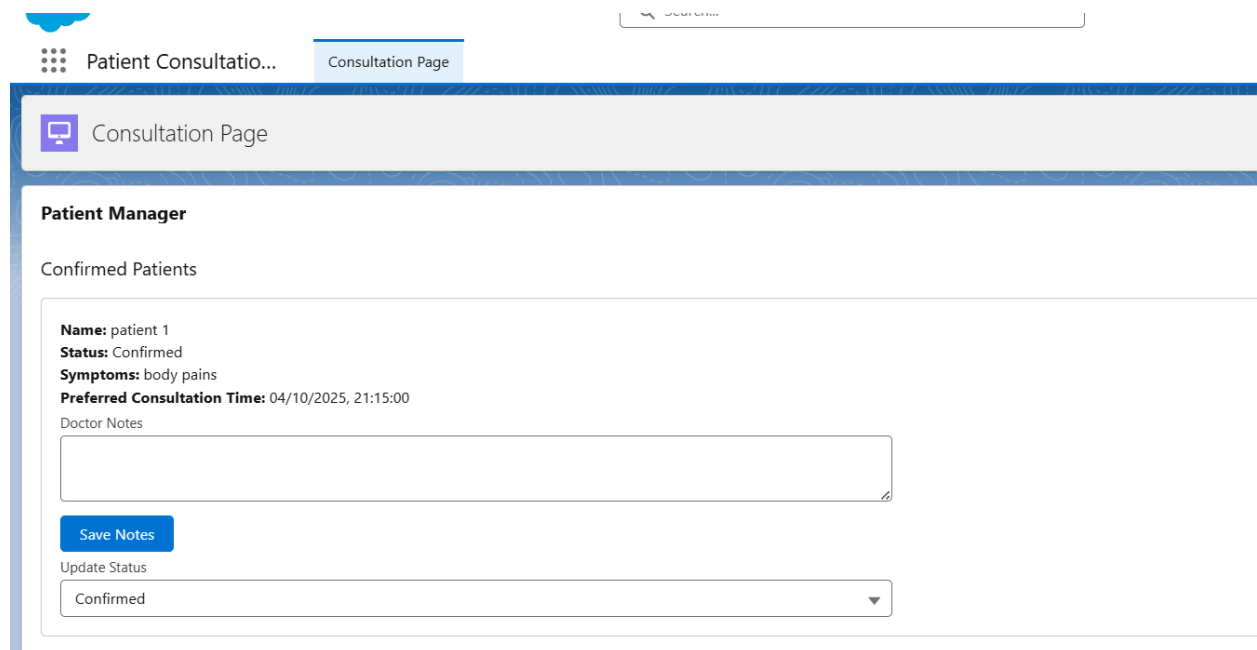 Search...
Patient Consultatio...
Consultation Page
Consultation Page
Patient Manager
Confirmed Patients
Name: patient 1
Status: Confirmed
Symptoms: body pains
Preferred Consultation Time: 04/10/2025, 21:15:00
Doctor Notes
Save Notes
Update Status
Confirmed